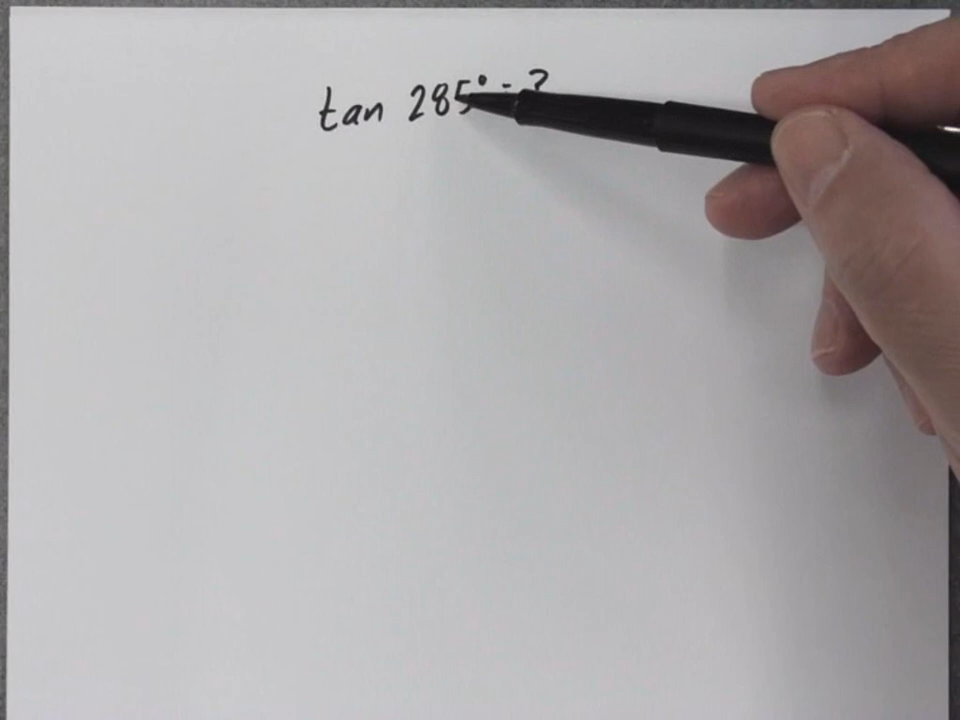 tan 285° = ?